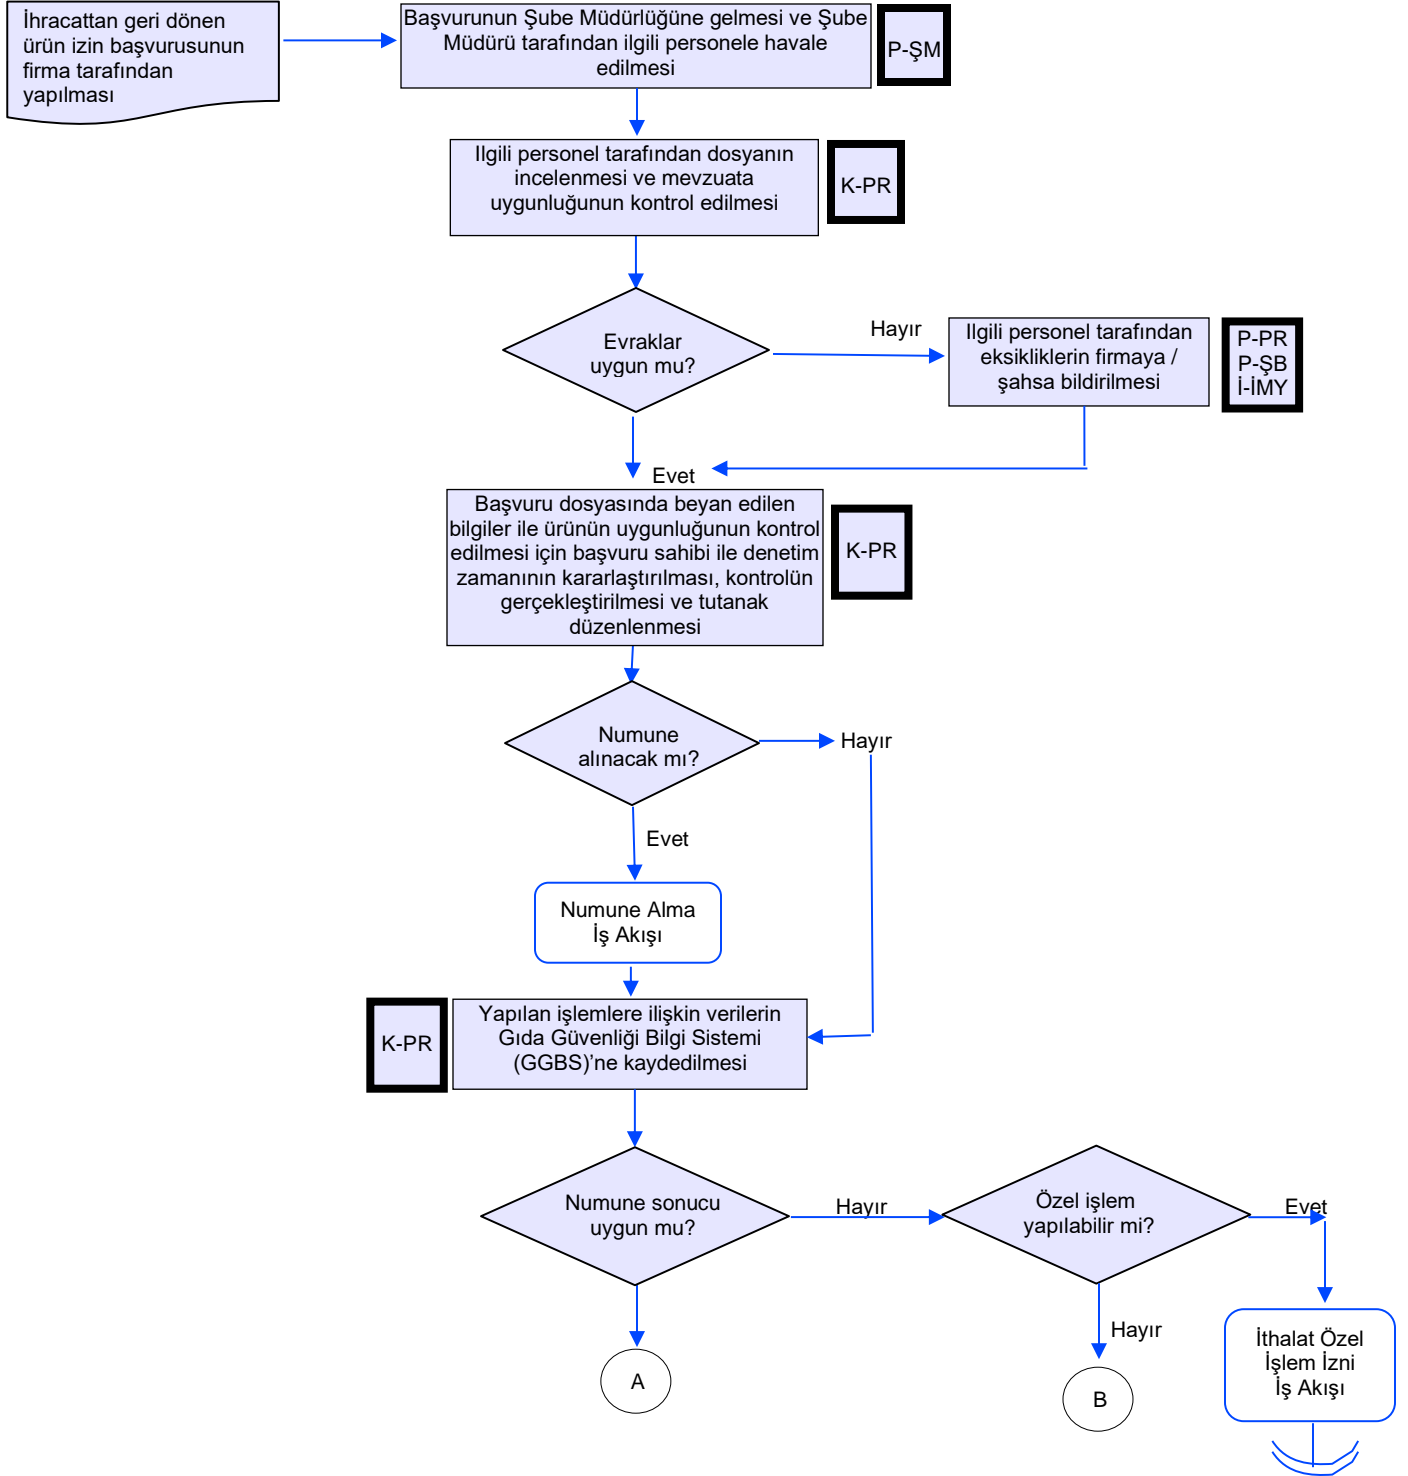 İhracattan geri dönen
ürün izin başvurusunun
firma tarafından
yapılması
Başvurunun Şube Müdürlüğüne gelmesi ve Şube
Müdürü tarafından ilgili personele havale
edilmesi
P-ŞM
Ilgili personel tarafından dosyanın
incelenmesi ve mevzuata
uygunluğunun kontrol edilmesi
K-PR
Evraklar
uygun mu?
Hayır
Ilgili personel tarafından
eksikliklerin firmaya /
şahsa bildirilmesi
P-PR
P-ŞB
İ-İMY
Evet
Başvuru dosyasında beyan edilen
bilgiler ile ürünün uygunluğunun kontrol
edilmesi için başvuru sahibi ile denetim
zamanının kararlaştırılması, kontrolün
gerçekleştirilmesi ve tutanak
düzenlenmesi
K-PR
Numune
alınacak mı?
Hayır
Evet
Numune Alma
İş Akışı
K-PR
Yapılan işlemlere ilişkin verilerin
Gıda Güvenliği Bilgi Sistemi
(GGBS)’ne kaydedilmesi
Numune sonucu
uygun mu?
Hayır
Özel işlem
yapılabilir mi?
Evet
Hayır
A
B
İthalat Özel
İşlem İzni
İş Akışı